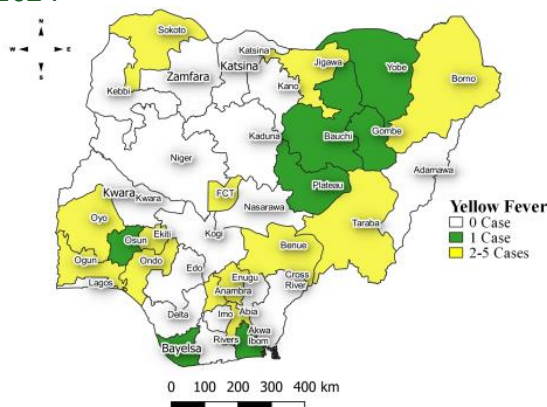 2024
N
W E
S
Sokoto
Katsina
Katsina
Jigawa
Yobe
Borno
Zamfara
Kebbi
Kano
Kaduna
Bauchi
Gombe
Adamawa
Niger
Plateau
Kwara
Kwara
FCT
Nasarawa
Taraba
Oyo
Kogi
Osun
Ekiti
Benue
Ogun
Ondo
Edo
Enugu
Cross
River
Lagos
Anambra
Delta
Imo
Abia
Akwa
Ibom
Rivers
Bayelsa
Yellow Fever
0 Case
1 Case
2-5 Cases
0 100 200 300 400 km